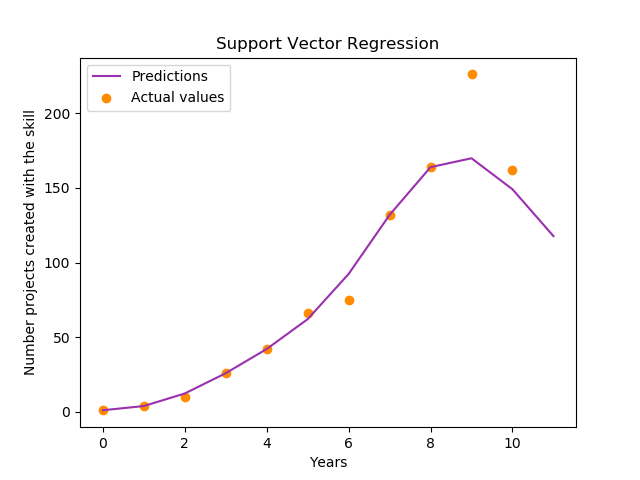 Support Vector Regression
Predictions
Actual values
Number projects created with the skill
200
150
100
50
0
0 2 4 6 8 10
Years